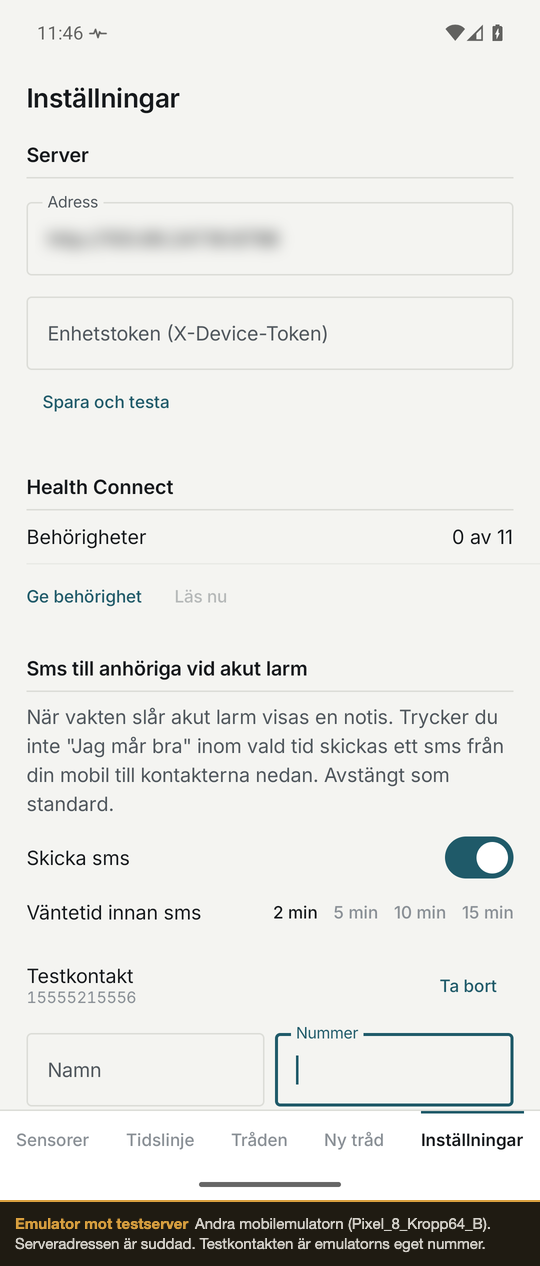 11:46
Inställningar
Server
Adress
Enhetstoken (X-Device-Token)
Spara och testa
Health Connect
Behörigheter 0 av 11
Ge behörighet Läs nu
Sms till anhöriga vid akut larm
När vakten slår akut larm visas en notis. Trycker du
inte "Jag mår bra" inom vald tid skickas ett sms från
din mobil till kontakterna nedan. Avstängt som
standard.
Skicka sms
Väntetid innan sms 2 min 5 min 10 min 15 min
Testkontakt
15555215556
Ta bort
Nummer
Namn
Sensorer Tidslinje Tråden Ny tråd Inställningar
Emulator mot testserver Andra mobilemulatorn (Pixel_8_Kropp64_B).
Serveradressen är suddad. Testkontakten är emulatorns eget nummer.